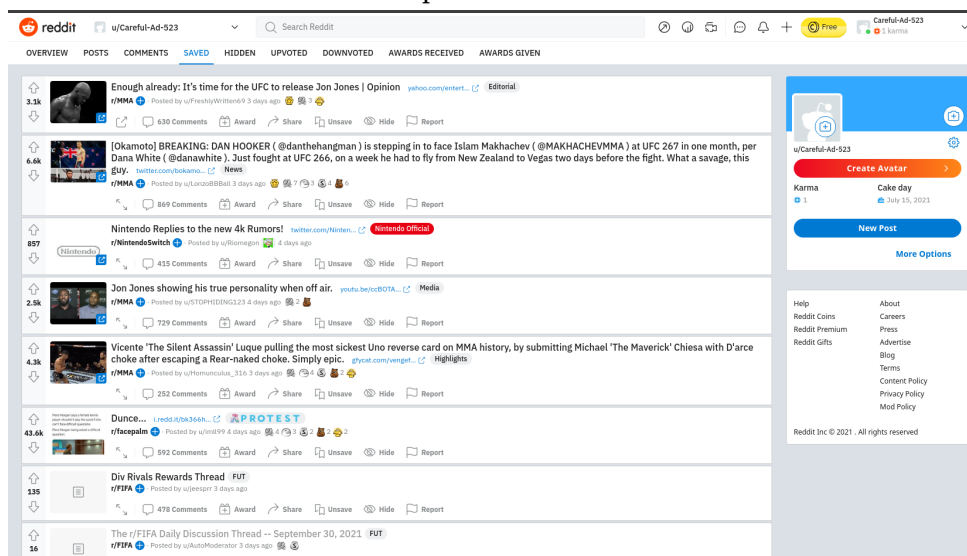 reddit u/Careful-Ad-523 Search Reddit Free Careful-Ad-523
1 karma
OVERVIEW POSTS COMMENTS SAVED HIDDEN UPVOTED DOWNVOTED AWARDS RECEIVED AWARDS GIVEN
3.1k
Enough already: It's time for the UFC to release Jon Jones | Opinion yahoo.com/entert... Editorial
r/MMA · Posted by u/FreshlyWritten69 3 days ago 3
630 Comments Award Share Unsave Hide Report
6.6k
[Okamoto] BREAKING: DAN HOOKER ( @danthehangman ) is stepping in to face Islam Makhachev ( @MAKHACHEVMMA ) at UFC 267 in one month, per
Dana White ( @danawhite ). Just fought at UFC 266, on a week he had to fly from New Zealand to Vegas two days before the fight. What a savage, this
guy. twitter.com/bokamo... News
r/MMA · Posted by u/LonzoBBBall 3 days ago 7 3 4 6
869 Comments Award Share Unsave Hide Report
857
Nintendo
Nintendo Replies to the new 4k Rumors! twitter.com/Ninten... Nintendo Official
r/NintendoSwitch · Posted by u/Riomegon 4 days ago
415 Comments Award Share Unsave Hide Report
2.5k
Jon Jones showing his true personality when off air. youtu.be/ccBOTA... Media
r/MMA · Posted by u/STOPHIDING123 4 days ago 2
729 Comments Award Share Unsave Hide Report
4.3k
Vicente 'The Silent Assassin' Luque pulling the most sickest Uno reverse card on MMA history, by submitting Michael 'The Maverick' Chiesa with D'arce
choke after escaping a Rear-naked choke. Simply epic. gfycat.com/venget... Highlights
r/MMA · Posted by u/Homunculus_316 3 days ago 4 2
252 Comments Award Share Unsave Hide Report
43.6k
Dunce... i.redd.it/bk366h... PROTEST
r/facepalm · Posted by u/imll99 4 days ago 4 3 2 2 2
592 Comments Award Share Unsave Hide Report
135
Div Rivals Rewards Thread FUT
r/FIFA · Posted by u/jeesprr 3 days ago
478 Comments Award Share Unsave Hide Report
16
The r/FIFA Daily Discussion Thread -- September 30, 2021 FUT
r/FIFA · Posted by u/AutoModerator 3 days ago
u/Careful-Ad-523
Create Avatar
Karma Cake day
1 July 15, 2021
New Post
More Options
Help About
Reddit Coins Careers
Reddit Premium Press
Reddit Gifts Advertise
Blog
Terms
Content Policy
Privacy Policy
Mod Policy
Reddit Inc © 2021 . All rights reserved